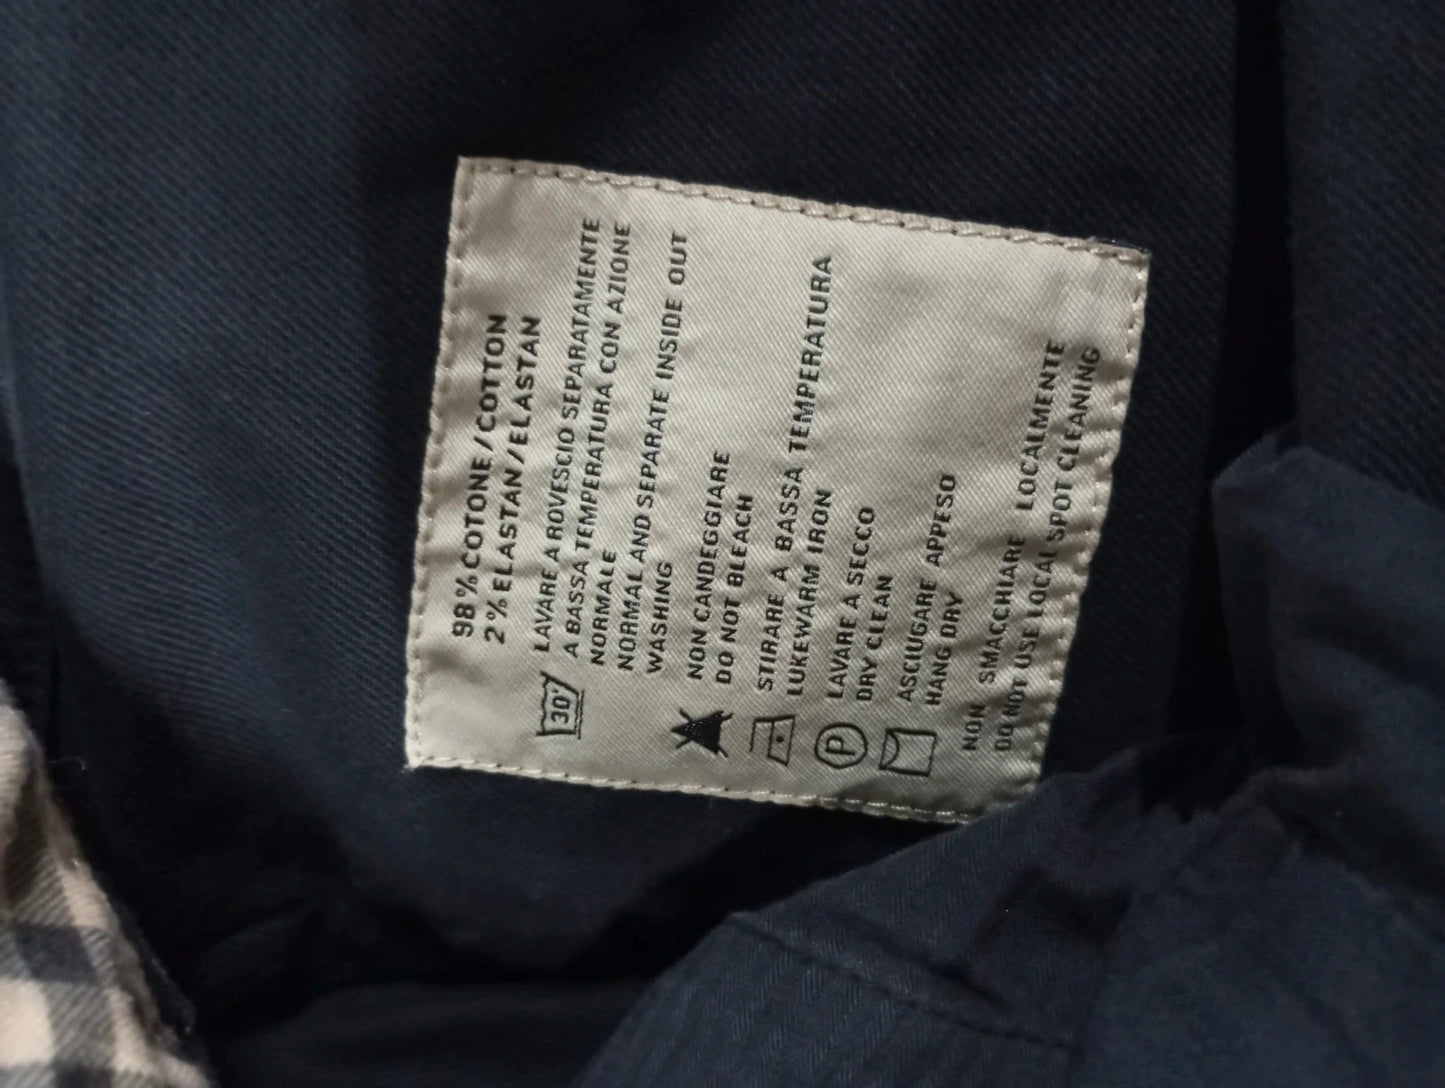 98% COTONE/COTTON
2% ELASTAN/ELASTAN
30°
LAVARE A ROVESCIO SEPARATAMENTE
A BASSA TEMPERATURA CON AZIONE
NORMALE
NORMAL AND SEPARATE INSIDE OUT
WASHING
NON CANDEGGIARE
DO NOT BLEACH
STIRARE A BASSA TEMPERATURA
LUKEWARM IRON
P
LAVARE A SECCO
DRY CLEAN
ASCIUGARE APPESO
HANG DRY
NON SMACCHIARE LOCALMENTE
DO NOT USE LOCAL SPOT CLEANING